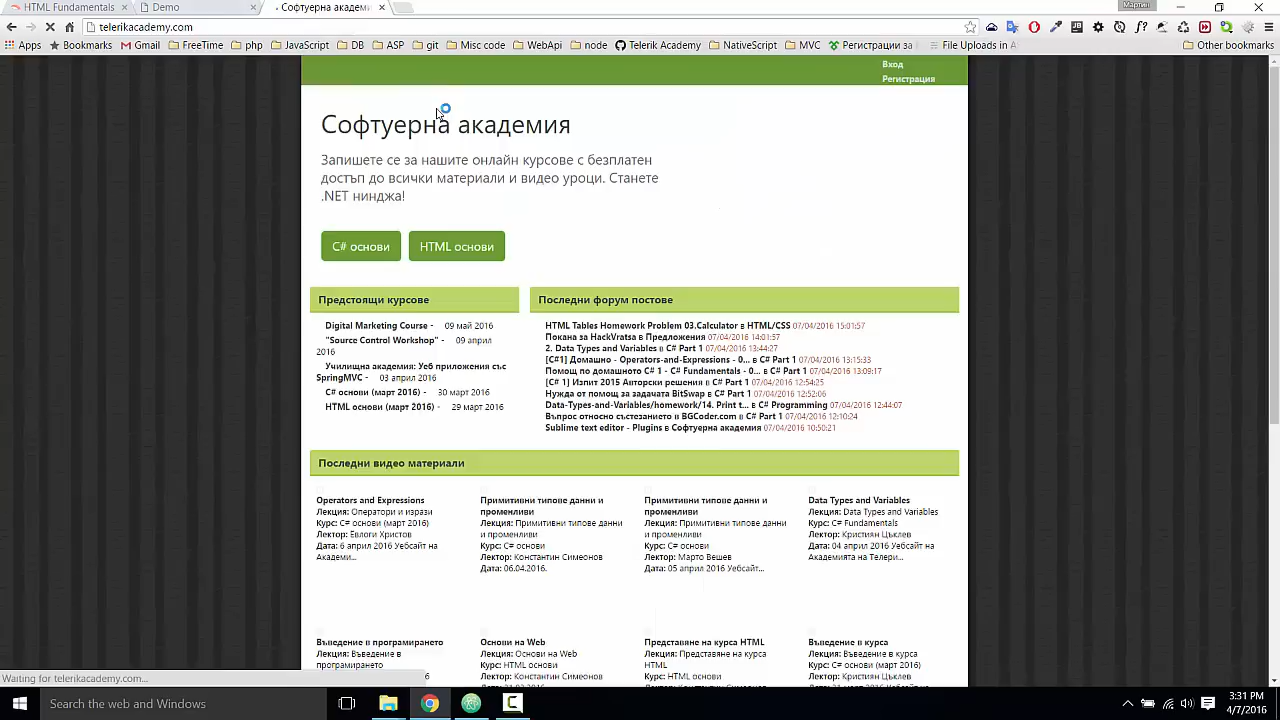 HTML Fundamentals
Demo
Софтуерна академи
Мартин
telerikacademy.com
Apps
Bookmarks
Gmail
FreeTime
php
JavaScript
DB
ASP
git
Misc code
WebApi
node
Telerik Academy
NativeScript
MVC
Регистрации за
File Uploads in A
Other bookmarks
Вход
Регистрация
Софтуерна академия
Запишете се за нашите онлайн курсове с безплатен
достъп до всички материали и видео уроци. Станете
.NET нинджа!
C# основи
HTML основи
Предстоящи курсове
Digital Marketing Course - 09 май 2016
"Source Control Workshop" - 09 април
2016
Училищна академия: Уеб приложения със
SpringMVC - 03 април 2016
C# основи (март 2016) - 30 март 2016
HTML основи (март 2016) - 29 март 2016
Последни форум постове
HTML Tables Homework Problem 03.Calculator в HTML/CSS 07/04/2016 15:01:57
Покана за HackVratsa в Предложения 07/04/2016 14:01:57
2. Data Types and Variables в C# Part 1 07/04/2016 13:44:27
[C#1] Домашно - Operators-and-Expressions - 0... в C# Part 1 07/04/2016 13:15:33
Помощ по домашното C# 1 - C# Fundamentals - 0... в C# Part 1 07/04/2016 13:09:17
[C# 1] Изпит 2015 Авторски решения в C# Part 1 07/04/2016 12:54:25
Нужда от помощ за задачата BitSwap в C# Part 1 07/04/2016 12:52:06
Data-Types-and-Variables/homework/14. Print t... в C# Programming 07/04/2016 12:44:07
Въпрос относно състезанието в BGCoder.com в C# Part 1 07/04/2016 12:10:24
Sublime text editor - Plugins в Софтуерна академия 07/04/2016 10:50:21
Последни видео материали
Operators and Expressions
Лекция: Оператори и изрази
Курс: C# основи (март 2016)
Лектор: Евлоги Христов
Дата: 6 април 2016 Уебсайт на
Академи...
Примитивни типове данни и
променливи
Лекция: Примитивни типове данни
и променливи
Курс: C# основи
Лектор: Константин Симеонов
Дата: 06.04.2016.
Примитивни типове данни и
променливи
Лекция: Примитивни типове данни
и променливи
Курс: C# основи
Лектор: Марто Вешев
Дата: 05 април 2016 Уебсайт...
Data Types and Variables
Лекция: Data Types and Variables
Курс: C# Fundamentals
Лектор: Кристиян Цъклев
Дата: 04 април 2016 Уебсайт на
Академията на Телери...
Въведение в програмирането
Лекция: Въведение в
програмирането
Основи на Web
Лекция: Основи на Web
Курс: HTML основи
Представяне на курса HTML
Лекция: Представяне на курса
HTML
Курс: HTML основи
Въведение в курса
Лекция: Въведение в курса
Курс: C# основи (март 2016)
Waiting for telerikacademy.com...
Search the web and Windows
3:31 PM
4/7/2016